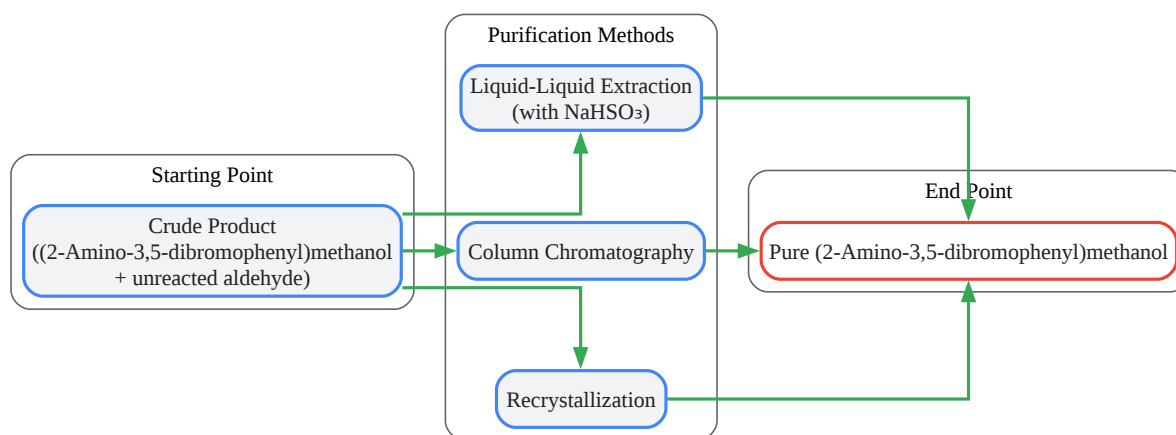 Starting Point
Crude Product
((2-Amino-3,5-dibromophenyl)methanol
+ unreacted aldehyde)
Purification Methods
Liquid-Liquid Extraction
(with NaHSO₃)
Column Chromatography
Recrystallization
End Point
Pure (2-Amino-3,5-dibromophenyl)methanol